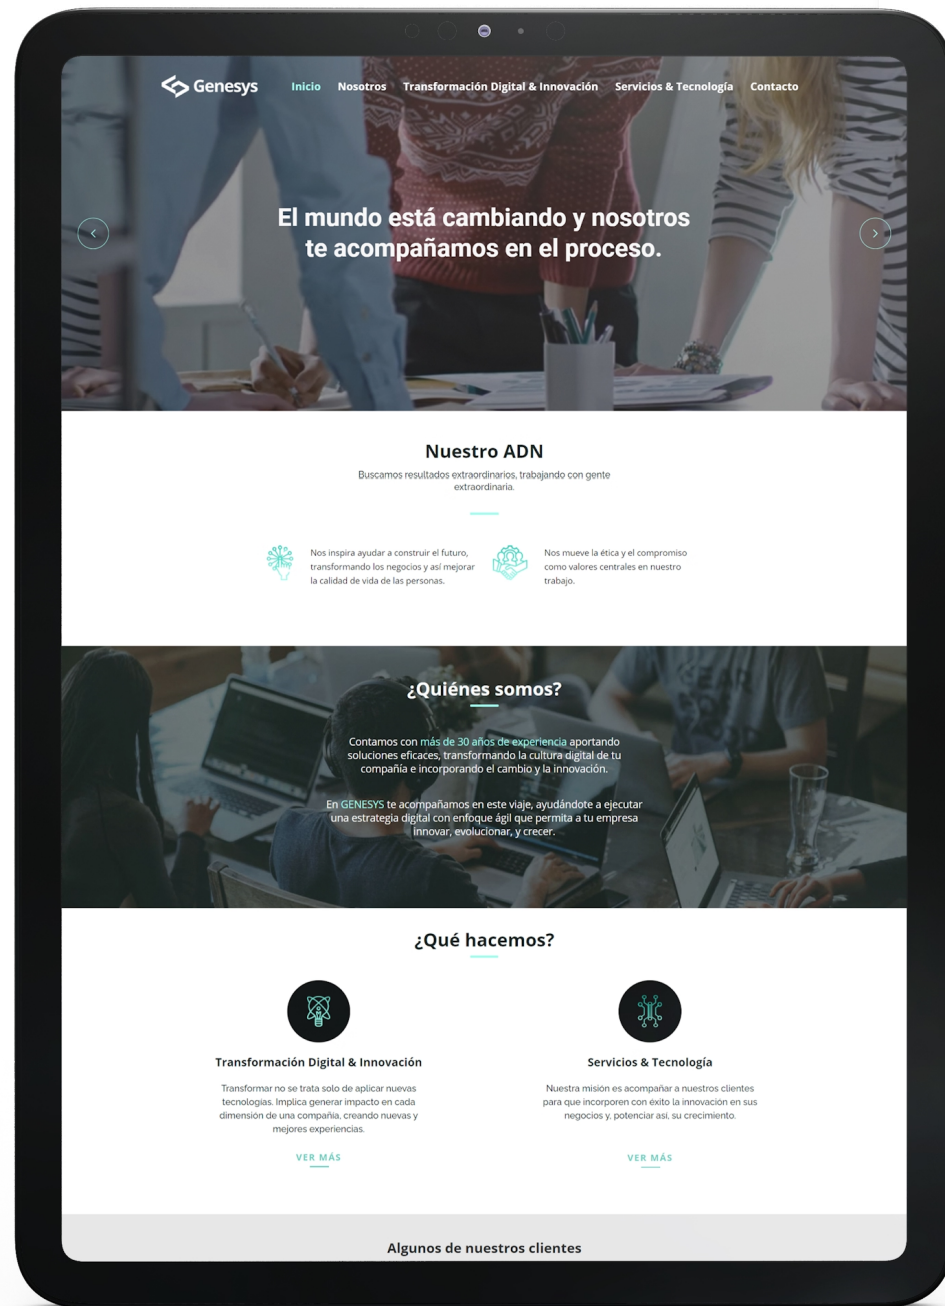 Genesys
Inicio Nosotros Transformación Digital & Innovación Servicios & Tecnología Contacto
El mundo está cambiando y nosotros
te acompañamos en el proceso.
Nuestro ADN
Buscamos resultados extraordinarios, trabajando con gente
extraordinaria.
Nos inspira ayudar a construir el futuro,
transformando los negocios y así mejorar
la calidad de vida de las personas.
Nos mueve la ética y el compromiso
como valores centrales en nuestro
trabajo.
¿Quiénes somos?
Contamos con más de 30 años de experiencia aportando
soluciones eficaces, transformando la cultura digital de tu
compañía e incorporando el cambio y la innovación.
En GENESYS te acompañamos en este viaje, ayudándote a ejecutar
una estrategia digital con enfoque ágil que permita a tu empresa
innovar, evolucionar, y crecer.
¿Qué hacemos?
Transformación Digital & Innovación
Transformar no se trata solo de aplicar nuevas
tecnologías. Implica generar impacto en cada
dimensión de una compañía, creando nuevas y
mejores experiencias.
VER MÁS
Servicios & Tecnología
Nuestra misión es acompañar a nuestros clientes
para que incorporen con éxito la innovación en sus
negocios y, potenciar así, su crecimiento.
VER MÁS
Algunos de nuestros clientes